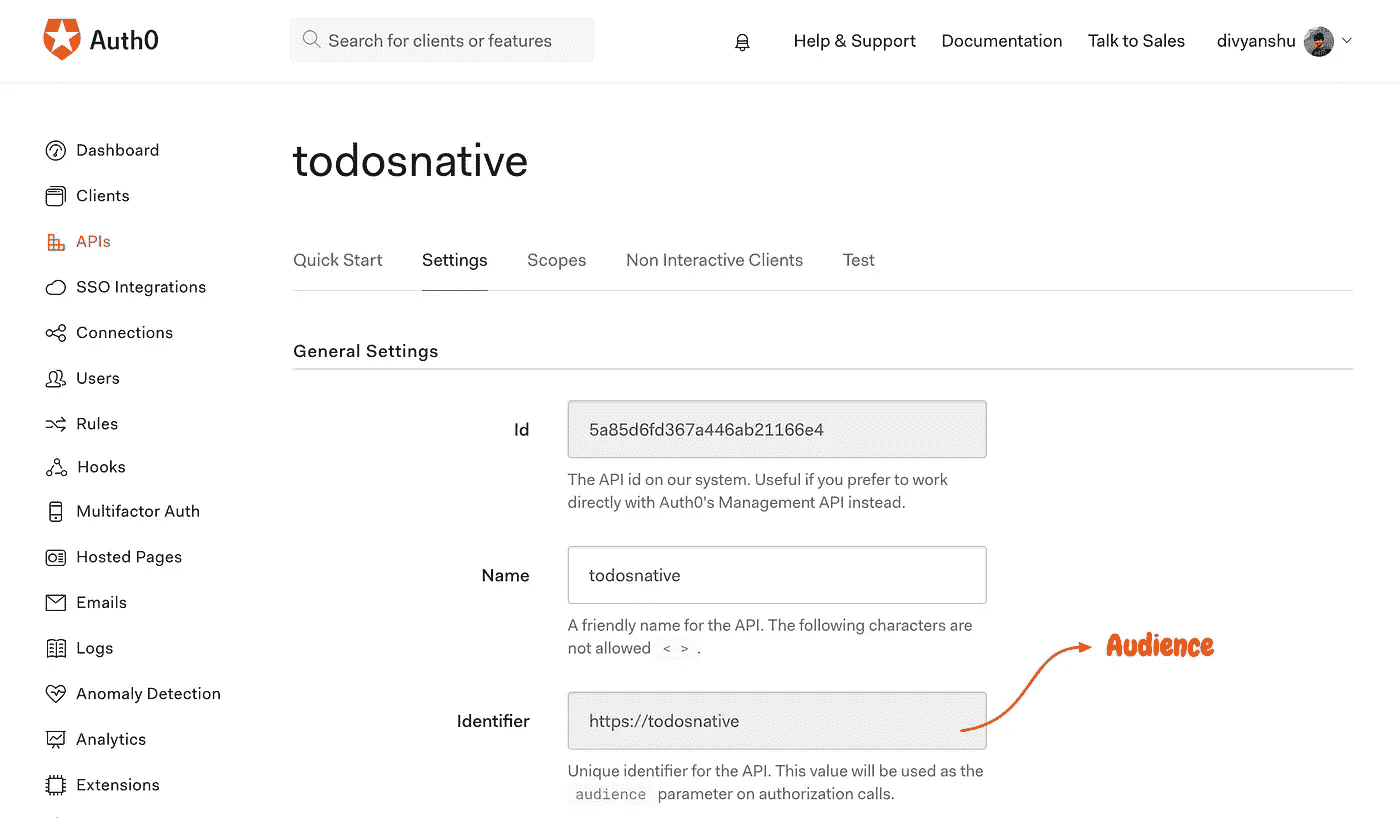 Auth0
Search for clients or features
Help & Support
Documentation
Talk to Sales
divyanshu
Dashboard
Clients
APIs
SSO Integrations
Connections
Users
Rules
Hooks
Multifactor Auth
Hosted Pages
Emails
Logs
Anomaly Detection
Analytics
Extensions
todosnative
Quick Start
Settings
Scopes
Non Interactive Clients
Test
General Settings
Id
5a85d6fd367a446ab21166e4
The API id on our system. Useful if you prefer to work
directly with Auth0's Management API instead.
Name
todosnative
A friendly name for the API. The following characters are
not allowed < > .
Identifier
https://todosnative
Audience
Unique identifier for the API. This value will be used as the
audience parameter on authorization calls.